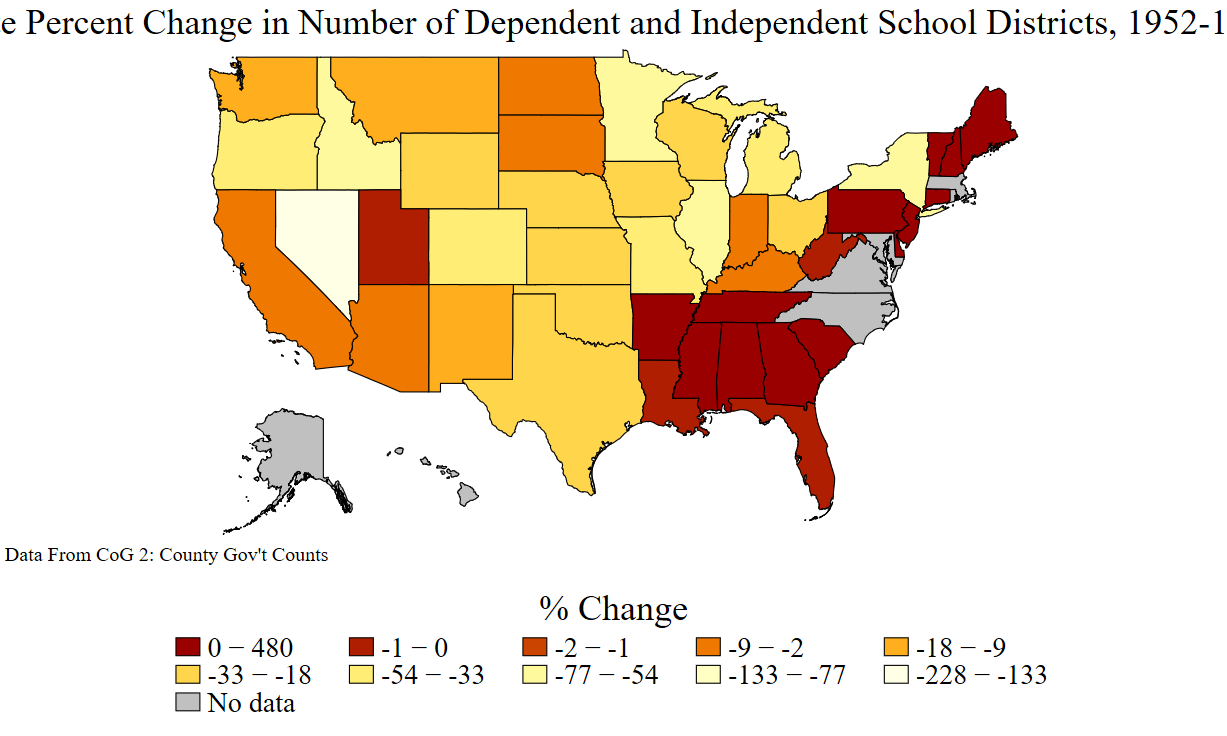 e Percent Change in Number of Dependent and Independent School Districts, 1952-1
Data From CoG 2: County Gov't Counts
% Change
0 − 480
-1 − 0
-2 − -1
-9 − -2
-18 − -9
-33 − -18
-54 − -33
-77 − -54
-133 − -77
-228 − -133
No data